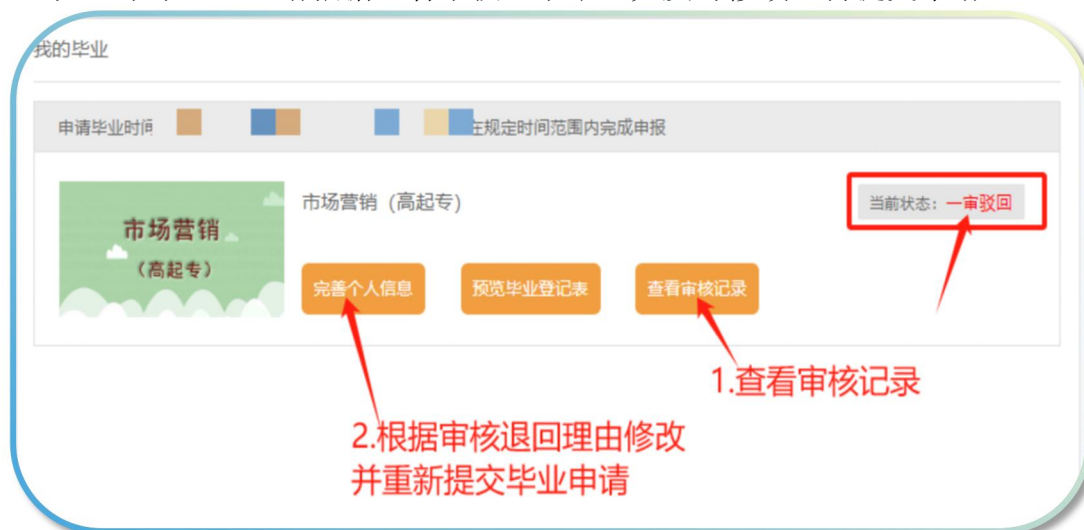 我的毕业
申请毕业时间
在规定时间范围内完成申报
市场营销
(高起专)
市场营销 (高起专)
当前状态: 一审驳回
完善个人信息
预览毕业登记表
查看审核记录
1.查看审核记录
2.根据审核退回理由修改
并重新提交毕业申请